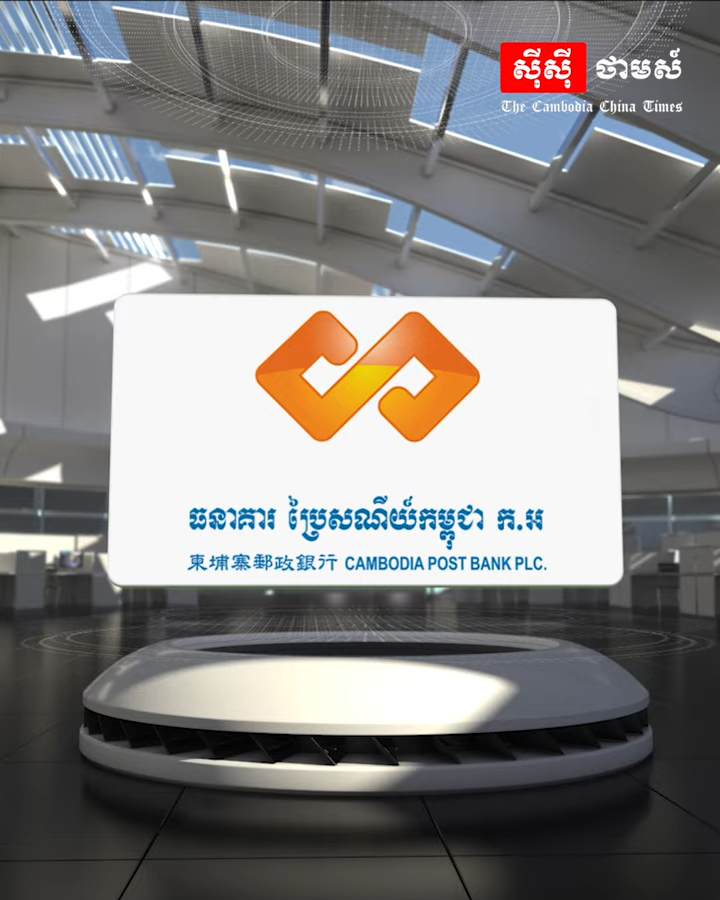 ស៊ីស៊ី ថាមស៍
The Cambodia China Times
ធនាគារ ប្រៃសណីយ៍កម្ពុជា ក.អ
柬埔寨郵政銀行 CAMBODIA POST BANK PLC.